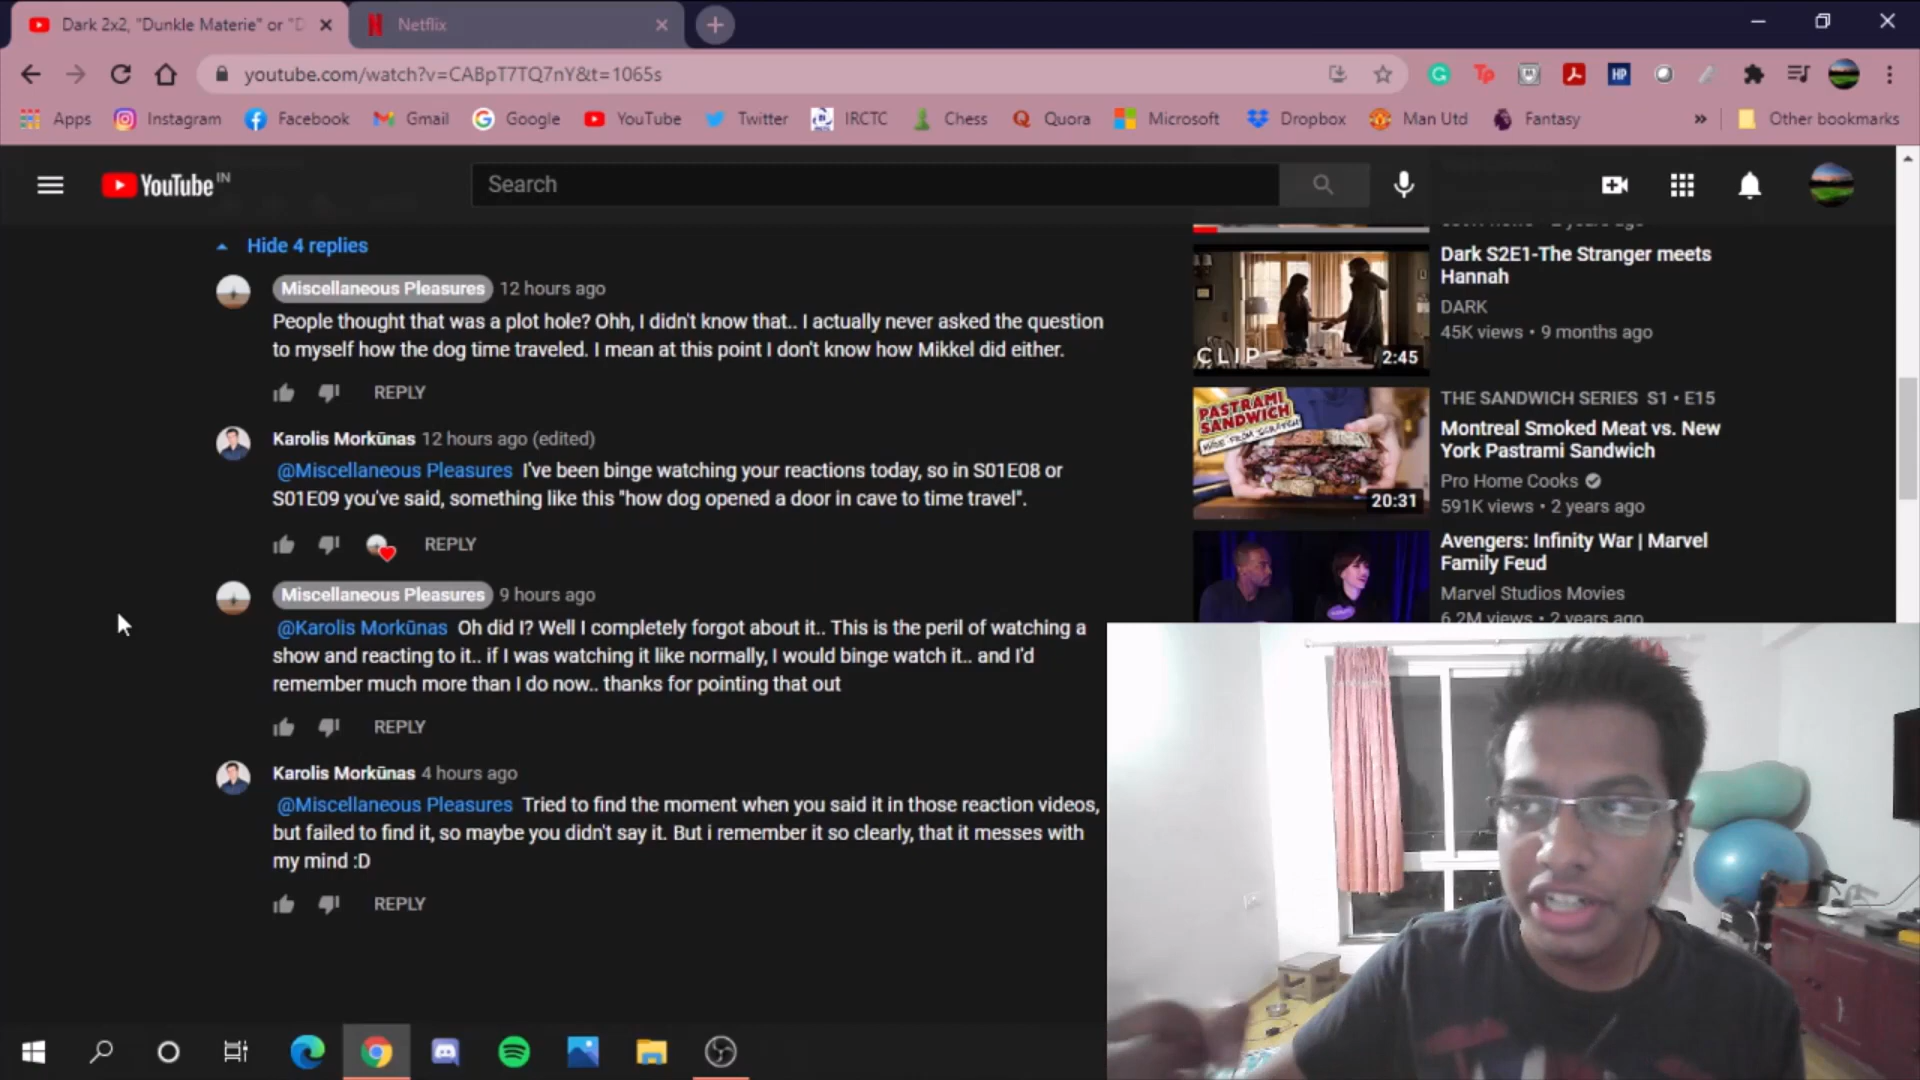 Dark 2x2, "Dunkle Materie" or "D
Netflix
youtube.com/watch?v=CABpT7TQ7nY&t=1065s
Apps
Instagram
Facebook
Gmail
Google
YouTube
Twitter
IRCTC
Chess
Quora
Microsoft
Dropbox
Man Utd
Fantasy
»
Other bookmarks
YouTube IN
Search
Hide 4 replies
Miscellaneous Pleasures 12 hours ago
People thought that was a plot hole? Ohh, I didn't know that.. I actually never asked the question
to myself how the dog time traveled. I mean at this point I don't know how Mikkel did either.
REPLY
Karolis Morkūnas 12 hours ago (edited)
@Miscellaneous Pleasures I've been binge watching your reactions today, so in S01E08 or
S01E09 you've said, something like this "how dog opened a door in cave to time travel".
REPLY
Miscellaneous Pleasures 9 hours ago
@Karolis Morkūnas Oh did I? Well I completely forgot about it.. This is the peril of watching a
show and reacting to it.. if I was watching it like normally, I would binge watch it.. and I'd
remember much more than I do now.. thanks for pointing that out
REPLY
Karolis Morkūnas 4 hours ago
@Miscellaneous Pleasures Tried to find the moment when you said it in those reaction videos,
but failed to find it, so maybe you didn't say it. But i remember it so clearly, that it messes with
my mind :D
REPLY
CLIP
2:45
Dark S2E1-The Stranger meets
Hannah
DARK
45K views • 9 months ago
PASTRAMI
SANDWICH
MADE FROM SCRATCH
20:31
THE SANDWICH SERIES S1 • E15
Montreal Smoked Meat vs. New
York Pastrami Sandwich
Pro Home Cooks
591K views • 2 years ago
Avengers: Infinity War | Marvel
Family Feud
Marvel Studios Movies
6.2M views • 2 years ago